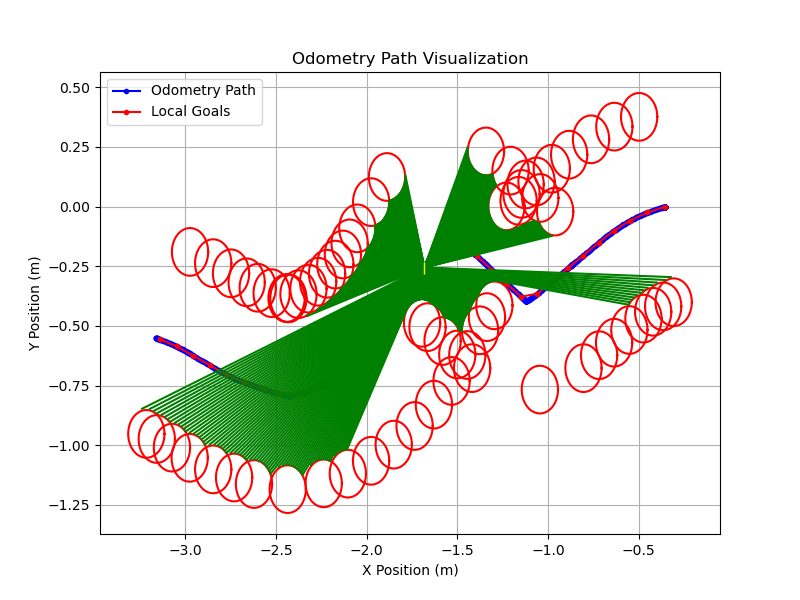 Odometry Path Visualization
Odometry Path
Local Goals
0.50
0.25
0.00
−0.25
−0.50
−0.75
−1.00
−1.25
Y Position (m)
−3.0 −2.5 −2.0 −1.5 −1.0 −0.5
X Position (m)